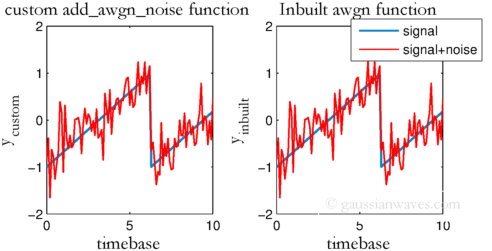 custom add_awgn_noise function
Inbuilt awgn function
signal
signal+noise
y custom
2
1
0
−1
−2
0
5
10
timebase
y inbuilt
2
1
0
−1
−2
0
5
10
timebase
© gaussianwaves.com